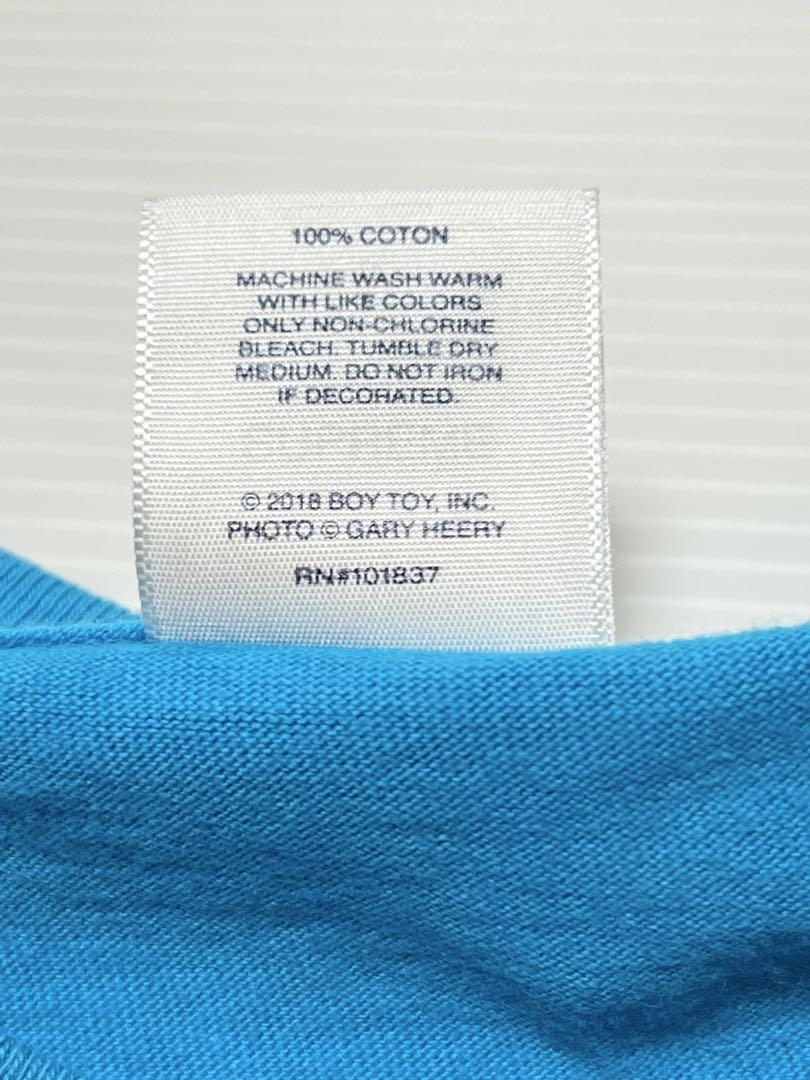 100% COTON
MACHINE WASH WARM
WITH LIKE COLORS
ONLY NON-CHLORINE
BLEACH. TUMBLE DRY
MEDIUM. DO NOT IRON
IF DECORATED.
© 2018 BOY TOY, INC.
PHOTO © GARY HEERY
RN#101837